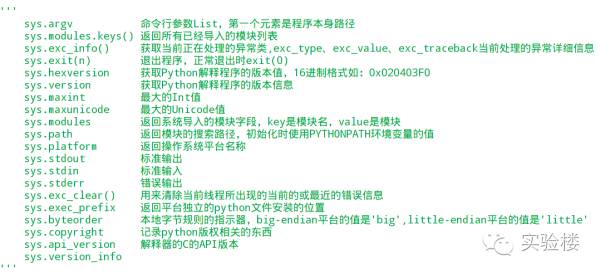 '''
sys.argv 命令行参数List，第一个元素是程序本身路径
sys.modules.keys() 返回所有已经导入的模块列表
sys.exc_info() 获取当前正在处理的异常类,exc_type、exc_value、exc_traceback当前处理的异常详细信息
sys.exit(n) 退出程序，正常退出时exit(0)
sys.hexversion 获取Python解释程序的版本值，16进制格式如：0x020403F0
sys.version 获取Python解释程序的版本信息
sys.maxint 最大的Int值
sys.maxunicode 最大的Unicode值
sys.modules 返回系统导入的模块字段，key是模块名，value是模块
sys.path 返回模块的搜索路径，初始化时使用PYTHONPATH环境变量的值
sys.platform 返回操作系统平台名称
sys.stdout 标准输出
sys.stdin 标准输入
sys.stderr 错误输出
sys.exc_clear() 用来清除当前线程所出现的当前的或最近的错误信息
sys.exec_prefix 返回平台独立的python文件安装的位置
sys.byteorder 本地字节规则的指示器，big-endian平台的值是'big',little-endian平台的值是'little'
sys.copyright 记录python版权相关的东西
sys.api_version 解释器的C的API版本
sys.version_info
'''
实验楼